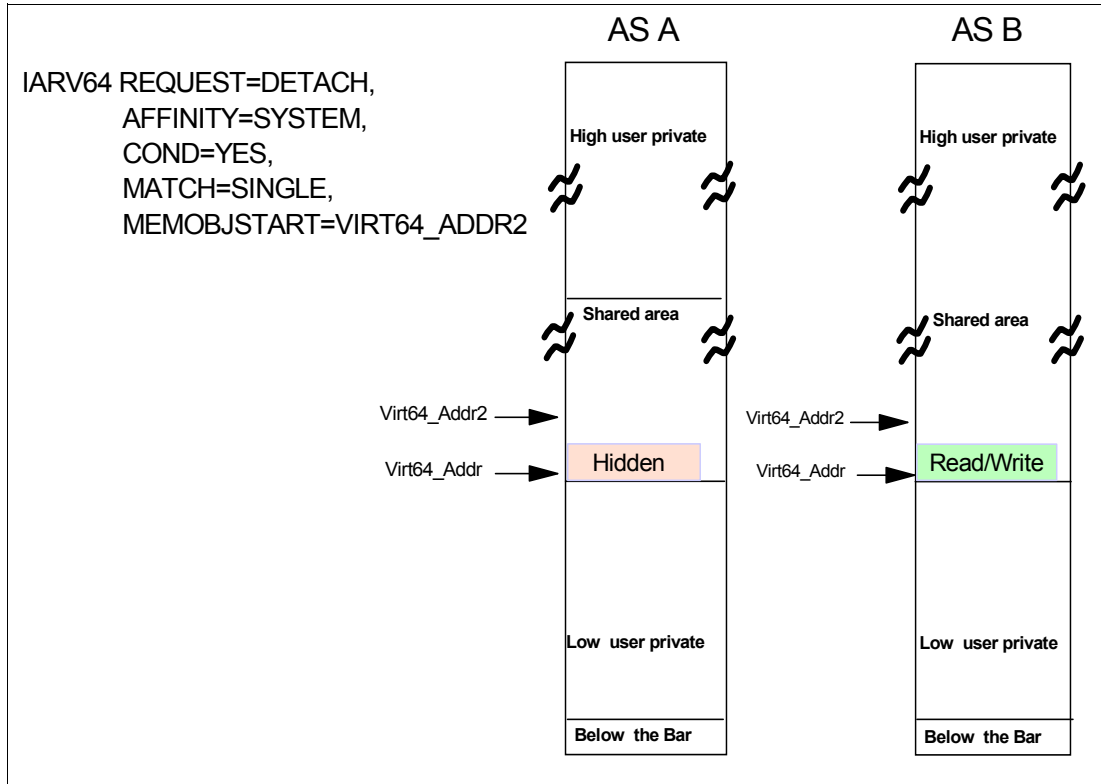 AS A
AS B
IARV64 REQUEST=DETACH,
AFFINITY=SYSTEM,
COND=YES,
MATCH=SINGLE,
MEMOBJSTART=VIRT64_ADDR2
High user private
High user private
Shared area
Shared area
Virt64_Addr2
Virt64_Addr2
Virt64_Addr
Hidden
Virt64_Addr
Read/Write
Low user private
Low user private
Below the Bar
Below the Bar